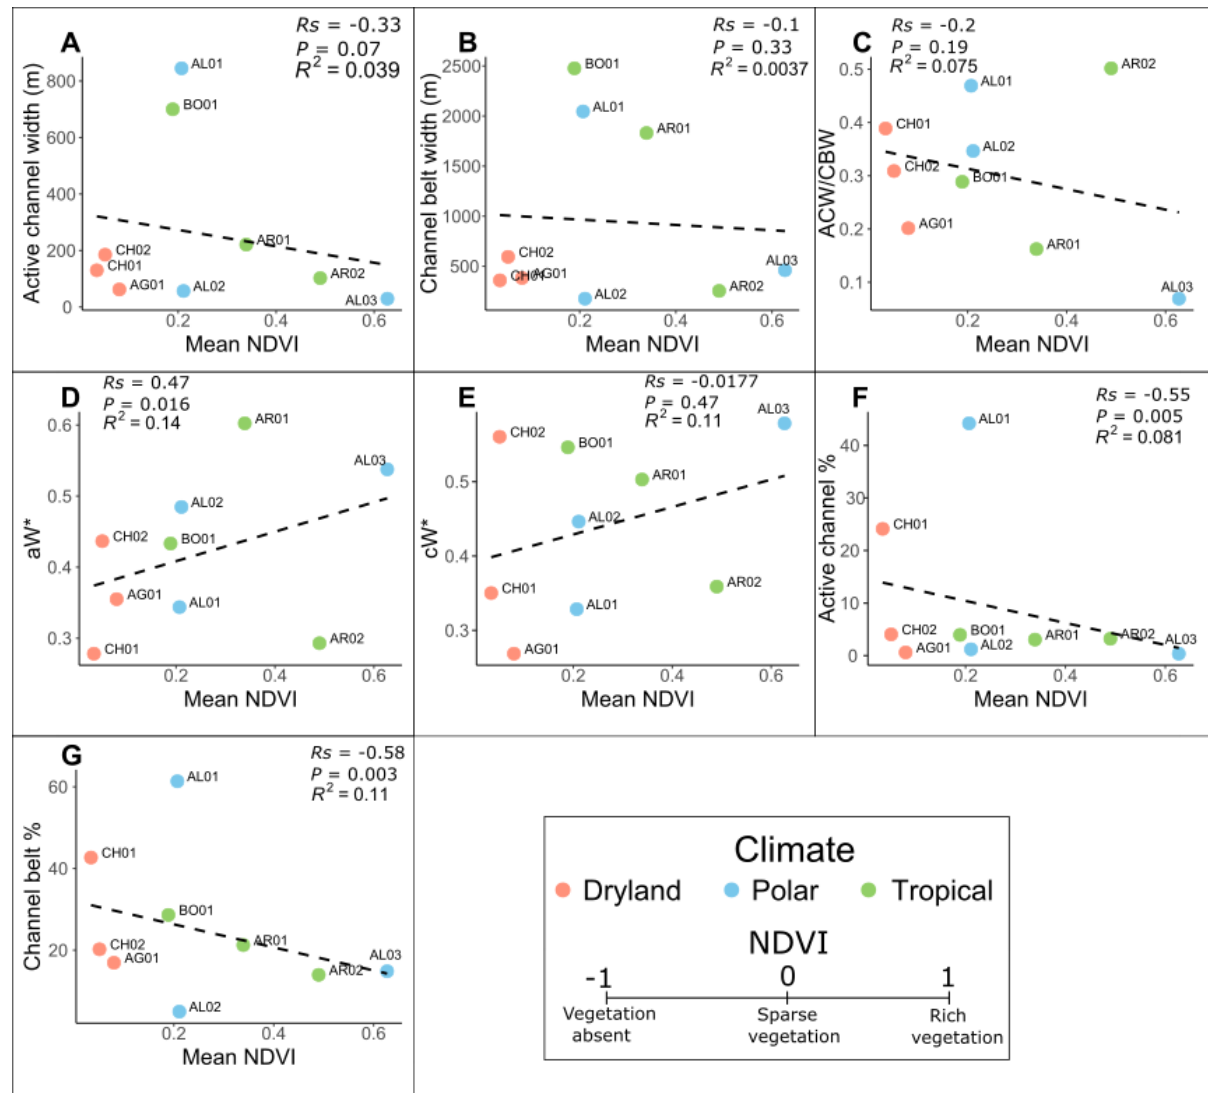 A
Rs = -0.33
P = 0.07
R² = 0.039
Active channel width (m)
800
600
400
200
0
AL01
BO01
CH02
CH01
AG01
AL02
AR01
AR02
AL03
0.2 0.4 0.6
Mean NDVI
B
Rs = -0.1
P = 0.33
R² = 0.0037
Channel belt width (m)
2500
2000
1500
1000
500
BO01
AL01
AR01
CH02
CH01
AG01
AL02
AR02
AL03
0.2 0.4 0.6
Mean NDVI
C
Rs = -0.2
P = 0.19
R² = 0.075
ACW/CBW
0.5
0.4
0.3
0.2
0.1
AR02
AL01
CH01
AL02
CH02
BO01
AG01
AR01
AL03
0.2 0.4 0.6
Mean NDVI
D
Rs = 0.47
P = 0.016
R² = 0.14
aW*
0.6
0.5
0.4
0.3
AR01
AL03
AL02
CH02
BO01
AG01
AL01
CH01
AR02
0.2 0.4 0.6
Mean NDVI
E
Rs = -0.0177
P = 0.47
R² = 0.11
cW*
0.5
0.4
0.3
AL03
CH02
BO01
AR01
AL02
CH01
AL01
AR02
AG01
0.2 0.4 0.6
Mean NDVI
F
Rs = -0.55
P = 0.005
R² = 0.081
Active channel %
40
30
20
10
0
AL01
CH01
CH02
AG01
BO01
AL02
AR01
AR02
AL03
0.2 0.4 0.6
Mean NDVI
G
Rs = -0.58
P = 0.003
R² = 0.11
Channel belt %
60
40
20
AL01
CH01
BO01
CH02
AG01
AR01
AR02
AL03
AL02
0.2 0.4 0.6
Mean NDVI
Climate
Dryland Polar Tropical
NDVI
-1 0 1
Vegetation absent
Sparse vegetation
Rich vegetation